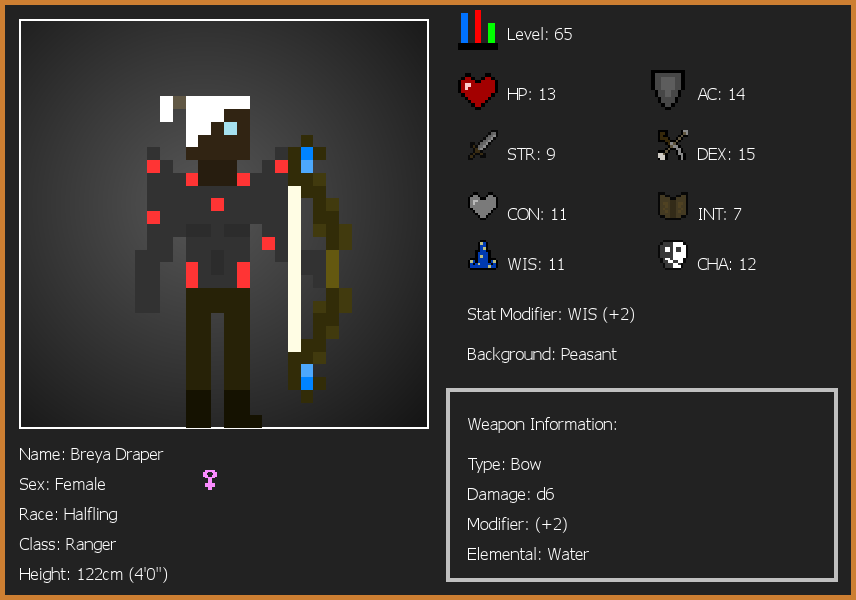 Level: 65
HP: 13
AC: 14
STR: 9
DEX: 15
CON: 11
INT: 7
WIS: 11
CHA: 12
Stat Modifier: WIS (+2)
Background: Peasant
Weapon Information:
Type: Bow
Damage: d6
Modifier: (+2)
Elemental: Water
Name: Breya Draper
Sex: Female
Race: Halfling
Class: Ranger
Height: 122cm (4'0")